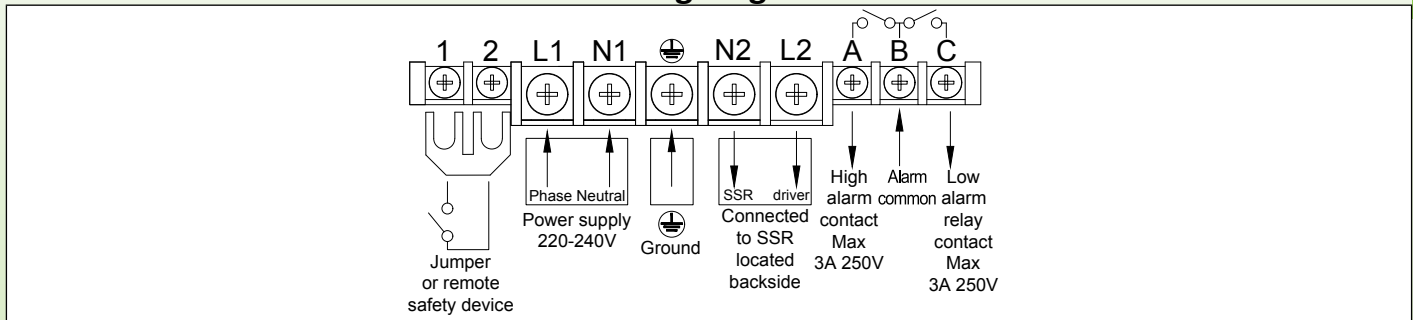 1 2 L1 N1 N2 L2 A B C
Phase Neutral
Power supply
220-240V
Ground
SSR driver
Connected
to SSR
located
backside
High
alarm
contact
Max
3A 250V
Alarm
common
Low
alarm
relay
contact
Max
3A 250V
Jumper
or remote
safety device